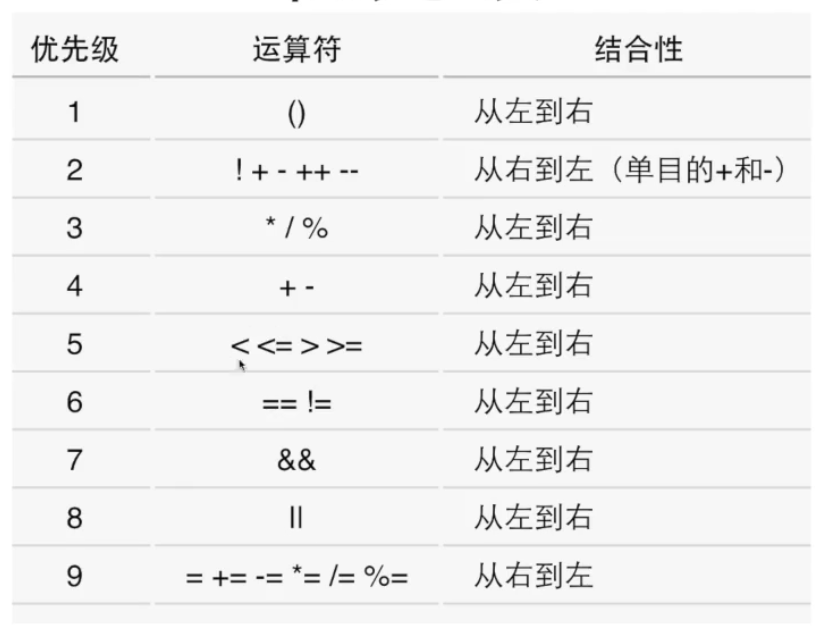 优先级 运算符 结合性
1 () 从左到右
2 ! + - ++ -- 从右到左（单目的+和-）
3 * / % 从左到右
4 + - 从左到右
5 < <= > >= 从左到右
6 == != 从左到右
7 && 从左到右
8 || 从左到右
9 = += -= *= /= %= 从右到左